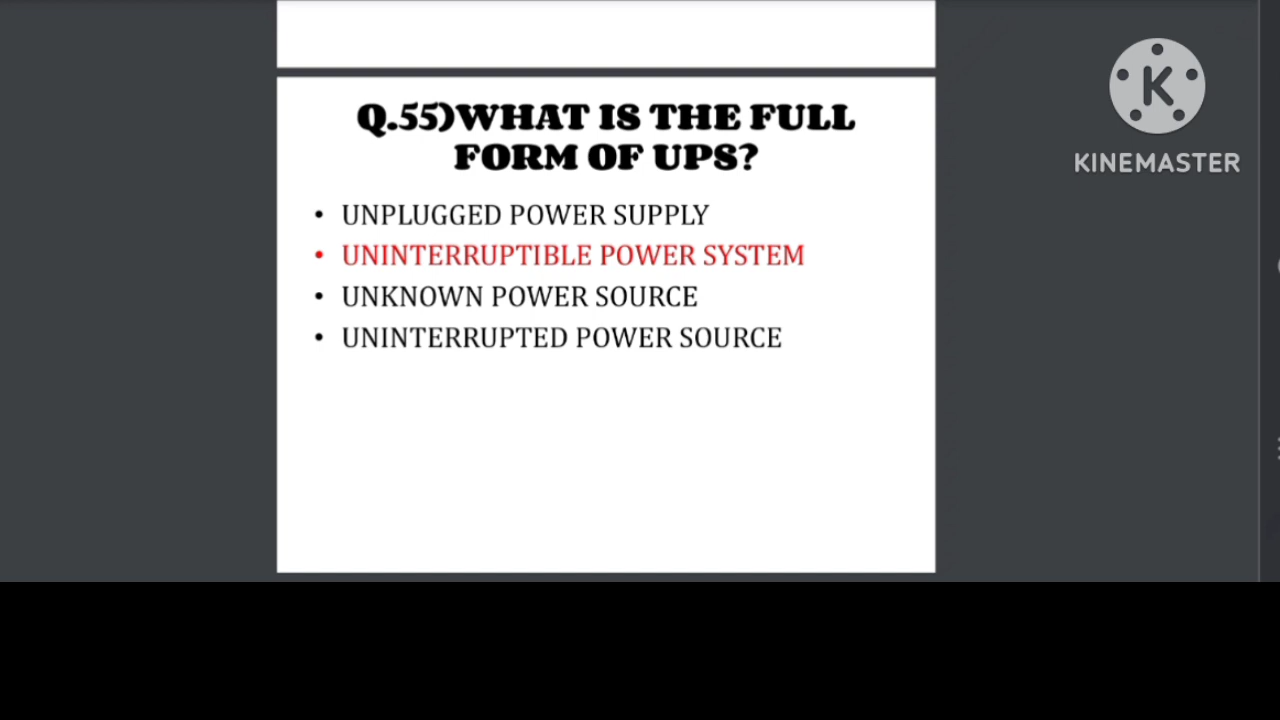 Q.55)WHAT IS THE FULL
FORM OF UPS?
• UNPLUGGED POWER SUPPLY
• UNINTERRUPTIBLE POWER SYSTEM
• UNKNOWN POWER SOURCE
• UNINTERRUPTED POWER SOURCE
K
KINEMASTER